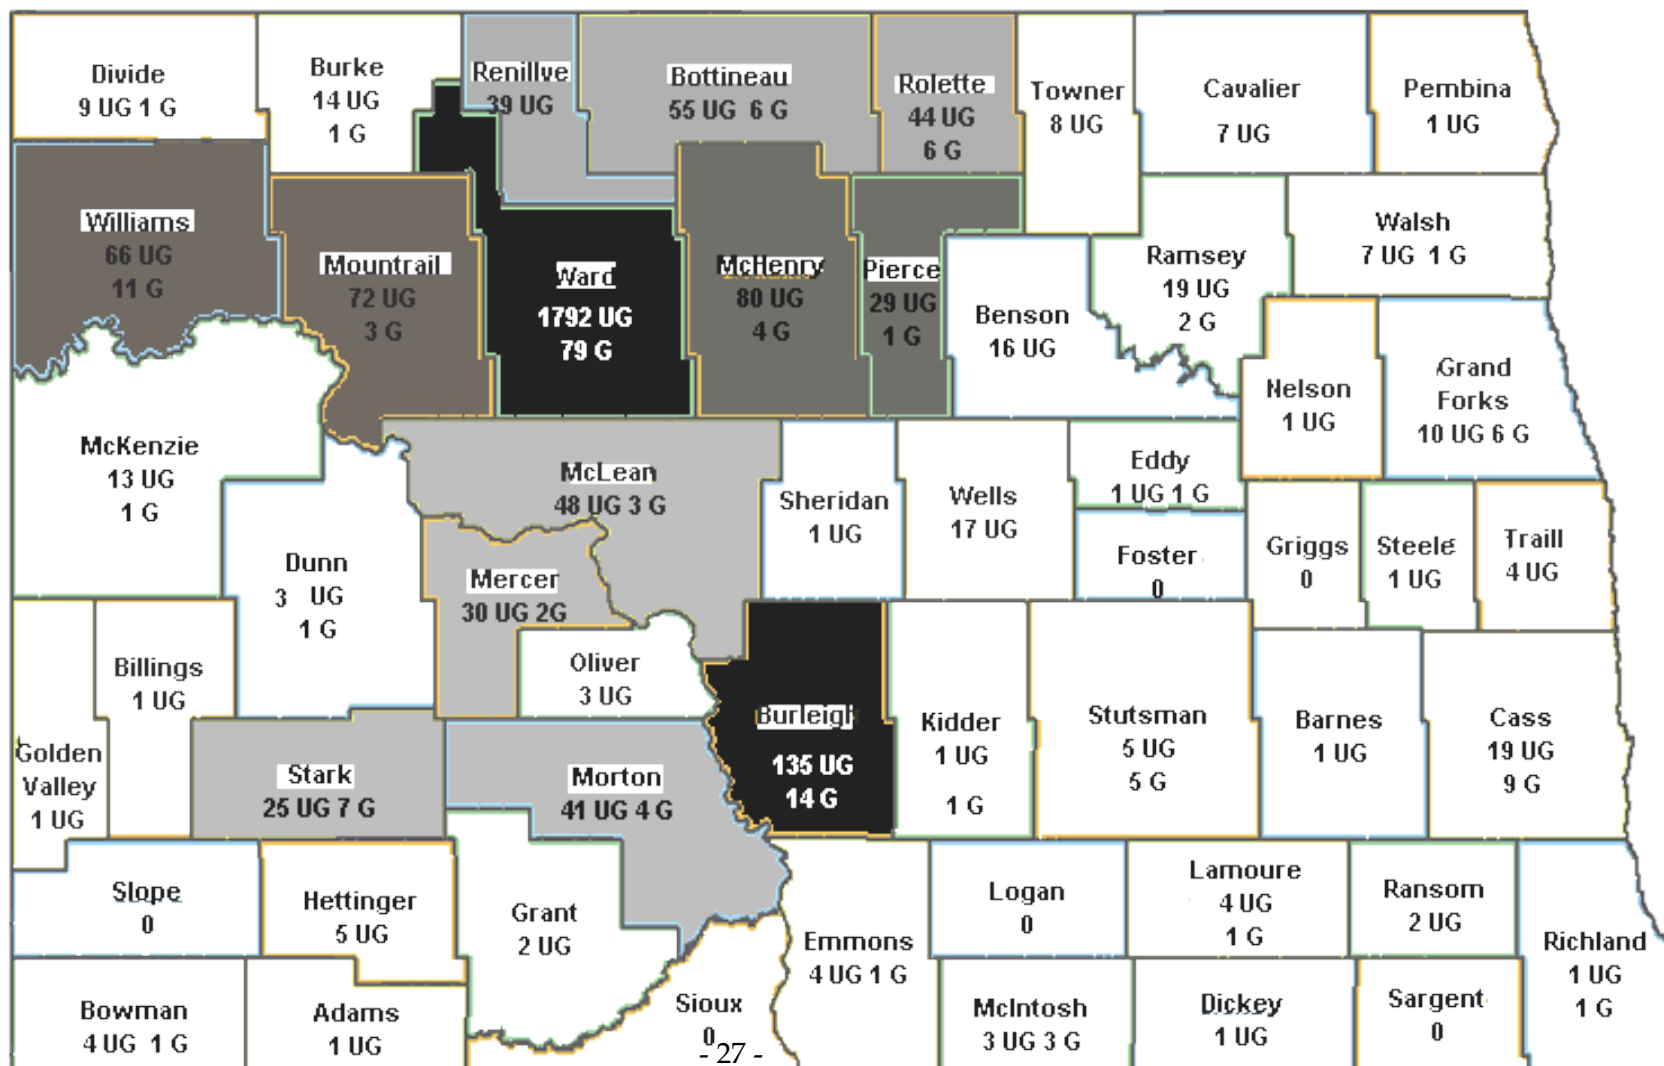 Divide
9 UG 1 G
Burke
14 UG
1 G
Renillve
39 UG
Bottineau
55 UG 6 G
Rolette
44 UG
6 G
Towner
8 UG
Cavalier
7 UG
Pembina
1 UG
Williams
66 UG
11 G
Mountrail
72 UG
3 G
Ward
1792 UG
79 G
McHenry
80 UG
4 G
Pierce
29 UG
1 G
Benson
16 UG
Ramsey
19 UG
2 G
Walsh
7 UG 1 G
Nelson
1 UG
Grand
Forks
10 UG 6 G
McKenzie
13 UG
1 G
Dunn
3 UG
1 G
McLean
48 UG 3 G
Mercer
30 UG 2G
Oliver
3 UG
Sheridan
1 UG
Wells
17 UG
Eddy
1 UG 1 G
Foster
0
Griggs
0
Steele
1 UG
Traill
4 UG
Golden
Valley
1 UG
Billings
1 UG
Stark
25 UG 7 G
Morton
41 UG 4 G
Burleigh
135 UG
14 G
Kidder
1 UG
1 G
Stutsman
5 UG
5 G
Barnes
1 UG
Cass
19 UG
9 G
Slope
0
Hettinger
5 UG
Grant
2 UG
Emmons
4 UG 1 G
Logan
0
Lamoure
4 UG
1 G
Ransom
2 UG
Richland
1 UG
1 G
Bowman
4 UG 1 G
Adams
1 UG
Sioux
0
McIntosh
3 UG 3 G
Dickey
1 UG
Sargent
0
- 27 -